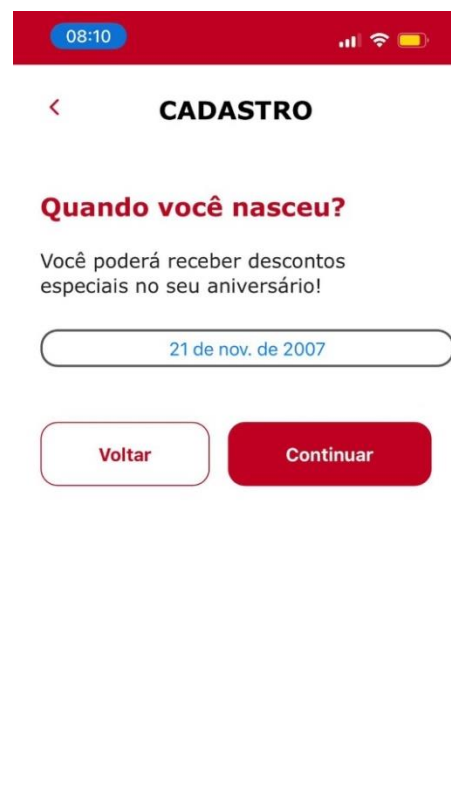 08:10
CADASTRO
Quando você nasceu?
Você poderá receber descontos
especiais no seu aniversário!
21 de nov. de 2007
Voltar
Continuar